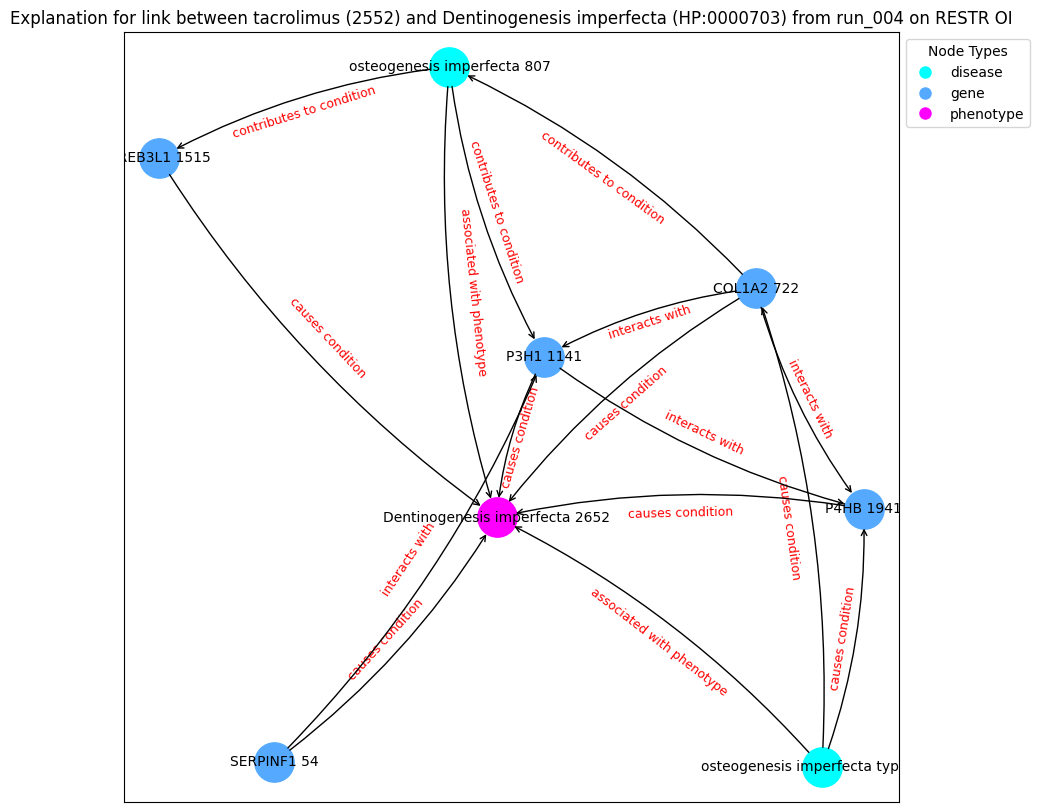 Explanation for link between tacrolimus (2552) and Dentinogenesis imperfecta (HP:0000703) from run_004 on RESTR OI
Node Types
disease
gene
phenotype
osteogenesis imperfecta 807
contributes to condition
REB3L1 1515
contributes to condition
contributes to condition
associated with phenotype
COL1A2 722
interacts with
causes condition
P3H1 1141
interacts with
causes condition
causes condition
interacts with
causes condition
P4HB 1941
Dentinogenesis imperfecta 2652
causes condition
interacts with
causes condition
associated with phenotype
causes condition
SERPINF1 54
osteogenesis imperfecta typ